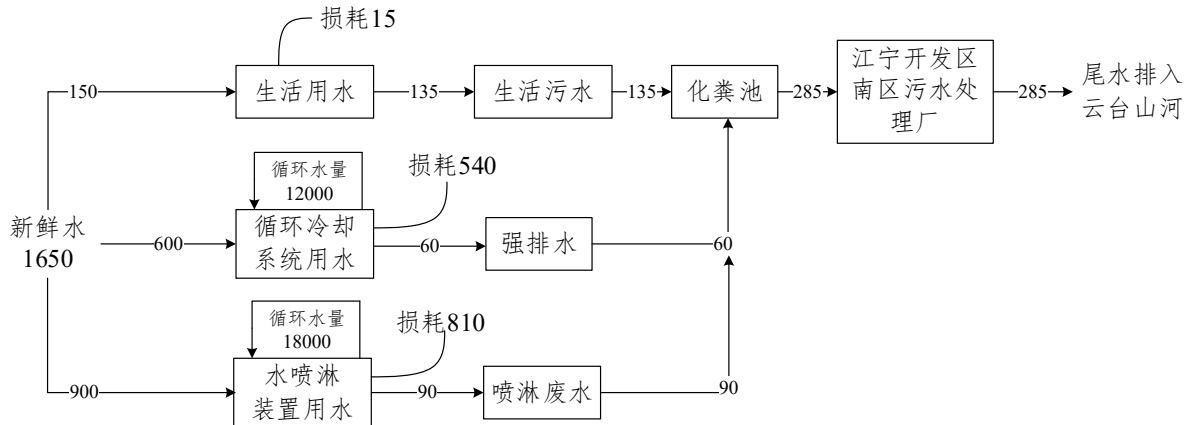 损耗15
150
生活用水
135
生活污水
135
化粪池
285
江宁开发区
南区污水处
理厂
285
尾水排入
云台山河
循环水量
12000
损耗540
新鲜水
1650
600
循环冷却
系统用水
60
强排水
60
循环水量
18000
损耗810
900
水喷淋
装置用水
90
喷淋废水
90